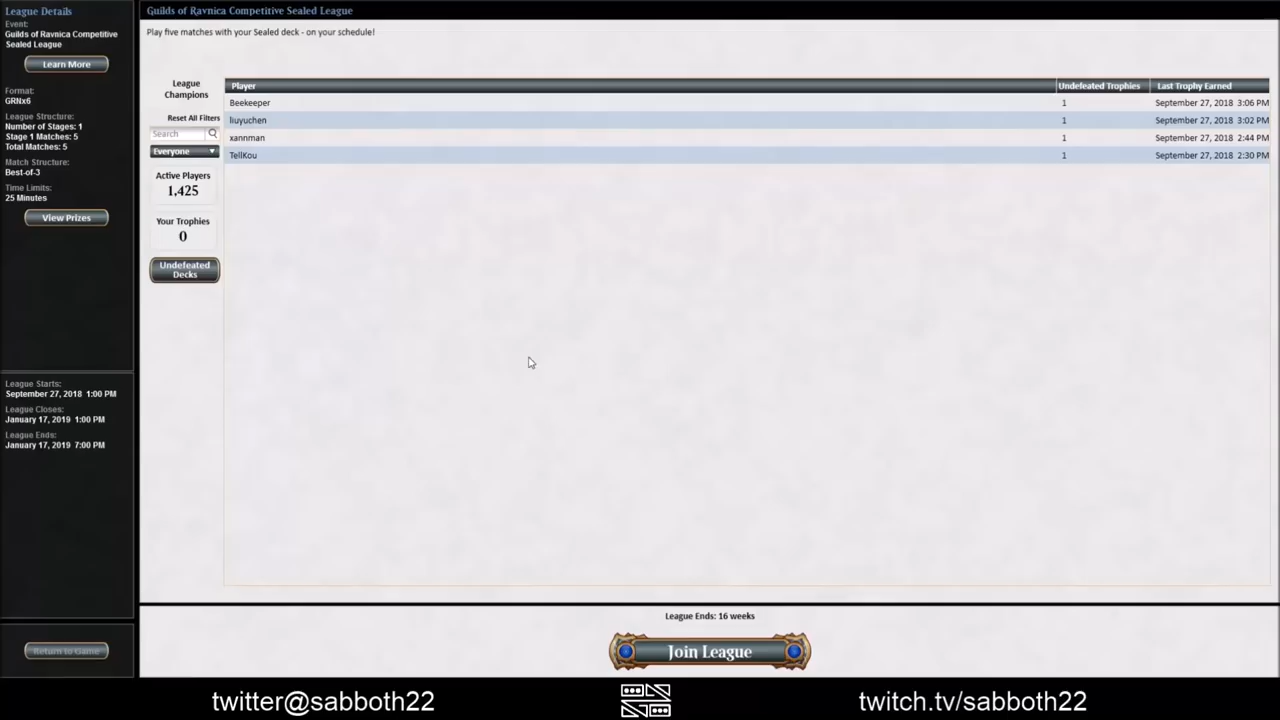 League Details
Event:
Guilds of Ravnica Competitive
Sealed League
Learn More
Format:
GRNx6
League Structure:
Number of Stages: 1
Stage 1 Matches: 5
Total Matches: 5
Match Structure:
Best-of-3
Time Limits:
25 Minutes
View Prizes
League Starts:
September 27, 2018 1:00 PM
League Closes:
January 17, 2019 1:00 PM
League Ends:
January 17, 2019 7:00 PM
Return to Game
Guilds of Ravnica Competitive Sealed League
Play five matches with your Sealed deck - on your schedule!
League
Champions
Reset All Filters
Search
Everyone
Active Players
1,425
Your Trophies
0
Undefeated
Decks
Player Undefeated Trophies Last Trophy Earned
Beekeeper 1 September 27, 2018 3:06 PM
liuyuchen 1 September 27, 2018 3:02 PM
xannman 1 September 27, 2018 2:44 PM
TellKou 1 September 27, 2018 2:30 PM
League Ends: 16 weeks
Join League
twitter@sabboth22 twitch.tv/sabboth22